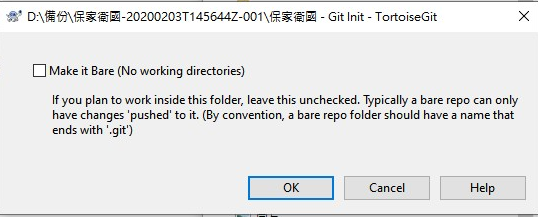 D:\備份\保家衛國-20200203T145644Z-001\保家衛國 - Git Init - TortoiseGit
Make it Bare (No working directories)
If you plan to work inside this folder, leave this unchecked. Typically a bare repo can only
have changes 'pushed' to it. (By convention, a bare repo folder should have a name that
ends with '.git')
OK Cancel Help